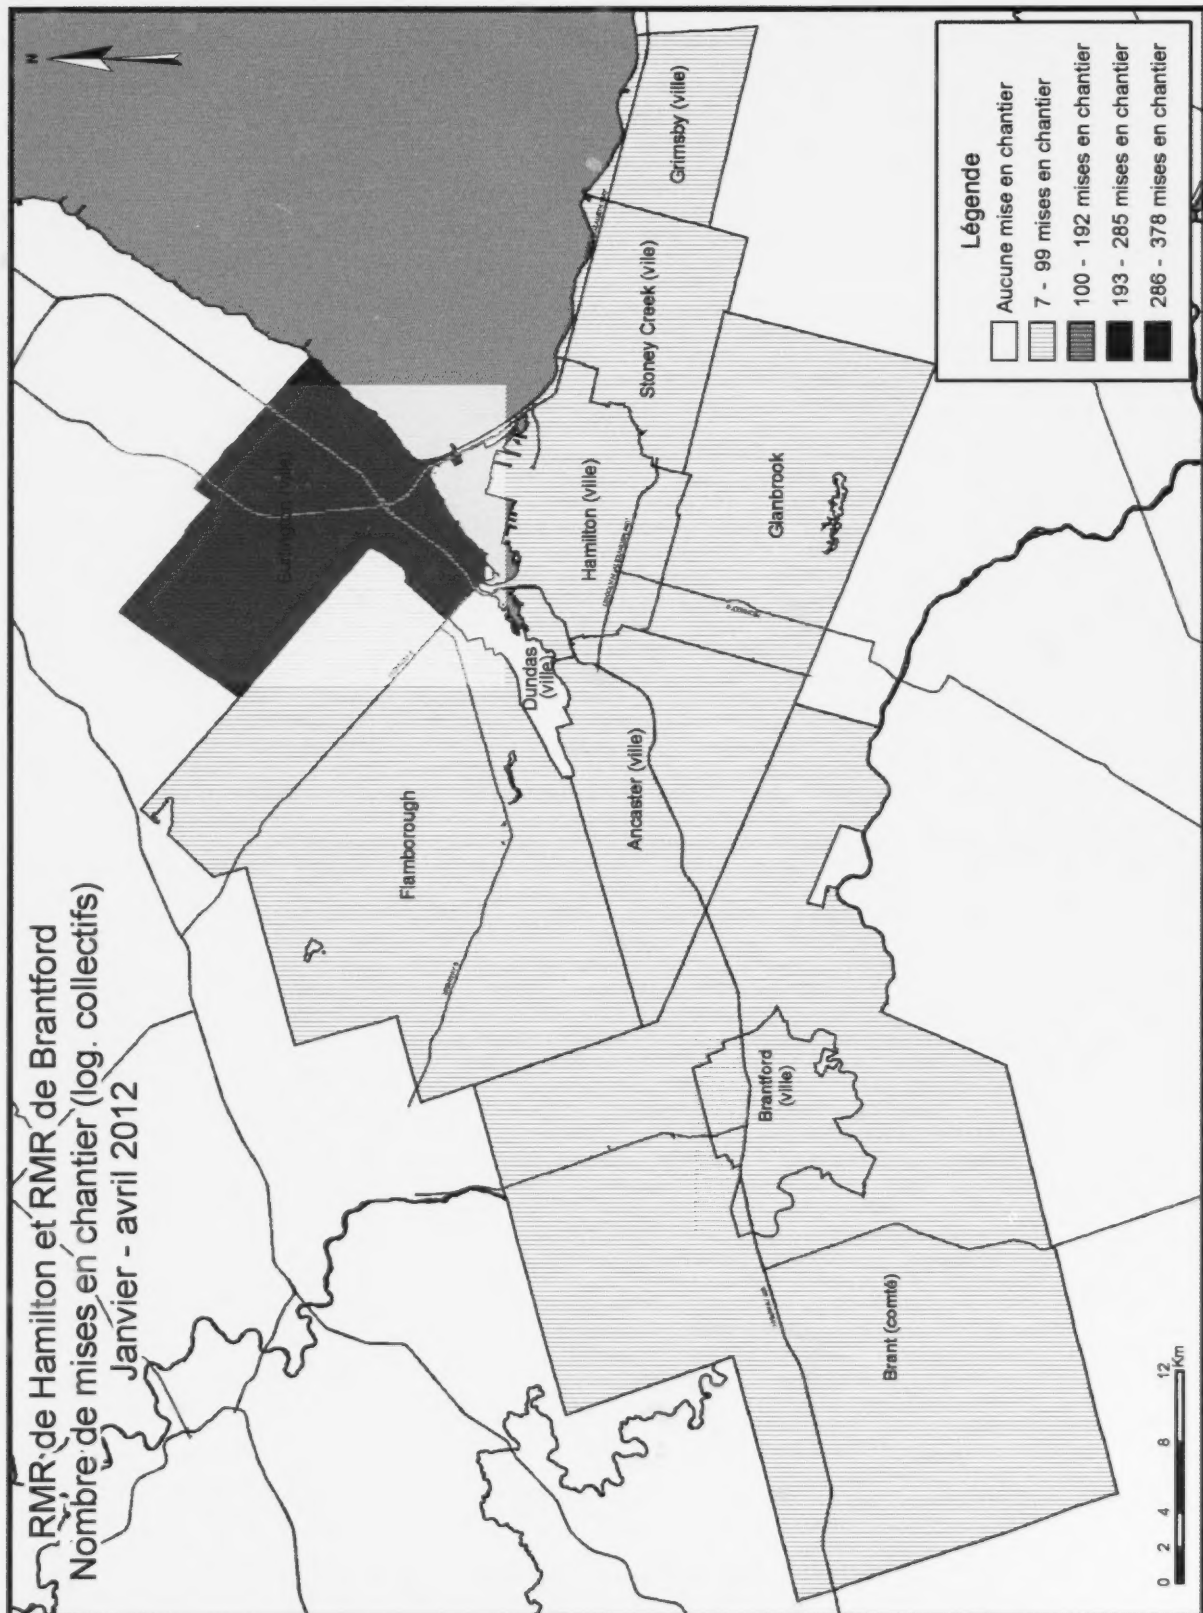 RMR de Hamilton et RMR de Brantford
Nombre de mises en chantier (log. collectifs)
Janvier - avril 2012
N
Burlington (ville)
Flamborough
Dundas
(ville)
Hamilton (ville)
Stoney Creek (ville)
Grimsby (ville)
Ancaster (ville)
Glanbrook
Brantford
(ville)
Brant (comté)
Légende
Aucune mise en chantier
7 - 99 mises en chantier
100 - 192 mises en chantier
193 - 285 mises en chantier
286 - 378 mises en chantier
0 2 4 8 12
Km